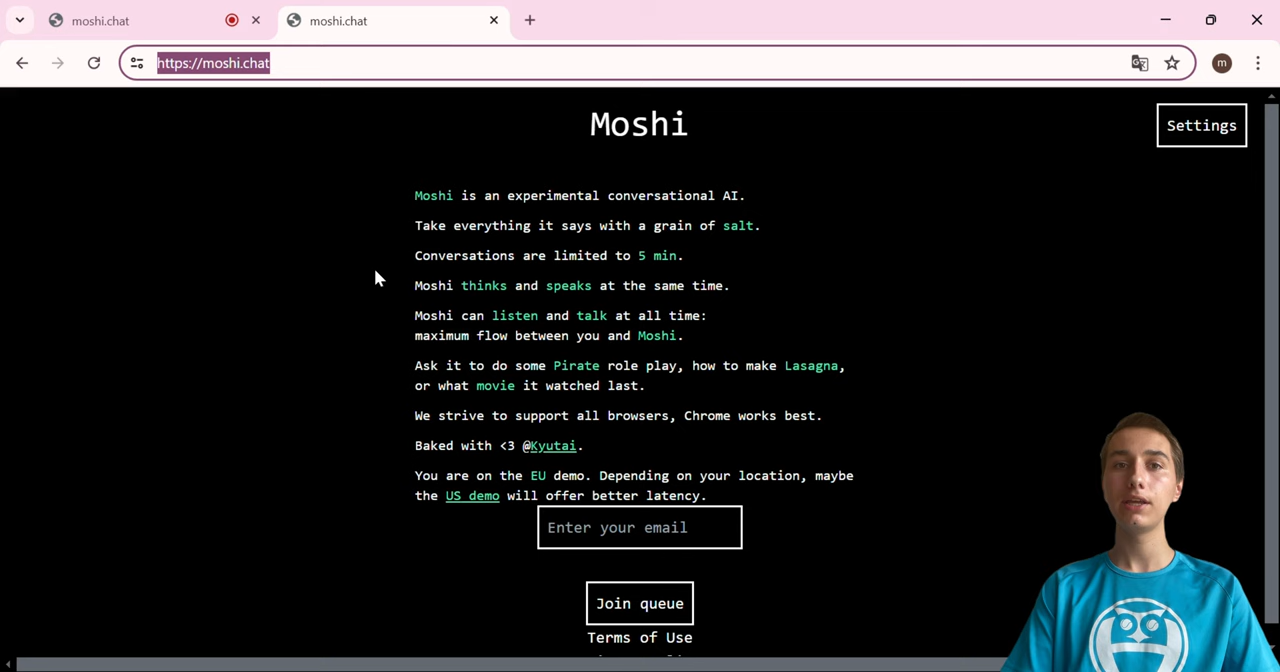 moshi.chat
moshi.chat
https://moshi.chat
m
Moshi
Settings
Moshi is an experimental conversational AI.
Take everything it says with a grain of salt.
Conversations are limited to 5 min.
Moshi thinks and speaks at the same time.
Moshi can listen and talk at all time:
maximum flow between you and Moshi.
Ask it to do some Pirate role play, how to make Lasagna,
or what movie it watched last.
We strive to support all browsers, Chrome works best.
Baked with <3 @Kyutai.
You are on the EU demo. Depending on your location, maybe
the US demo will offer better latency.
Enter your email
Join queue
Terms of Use